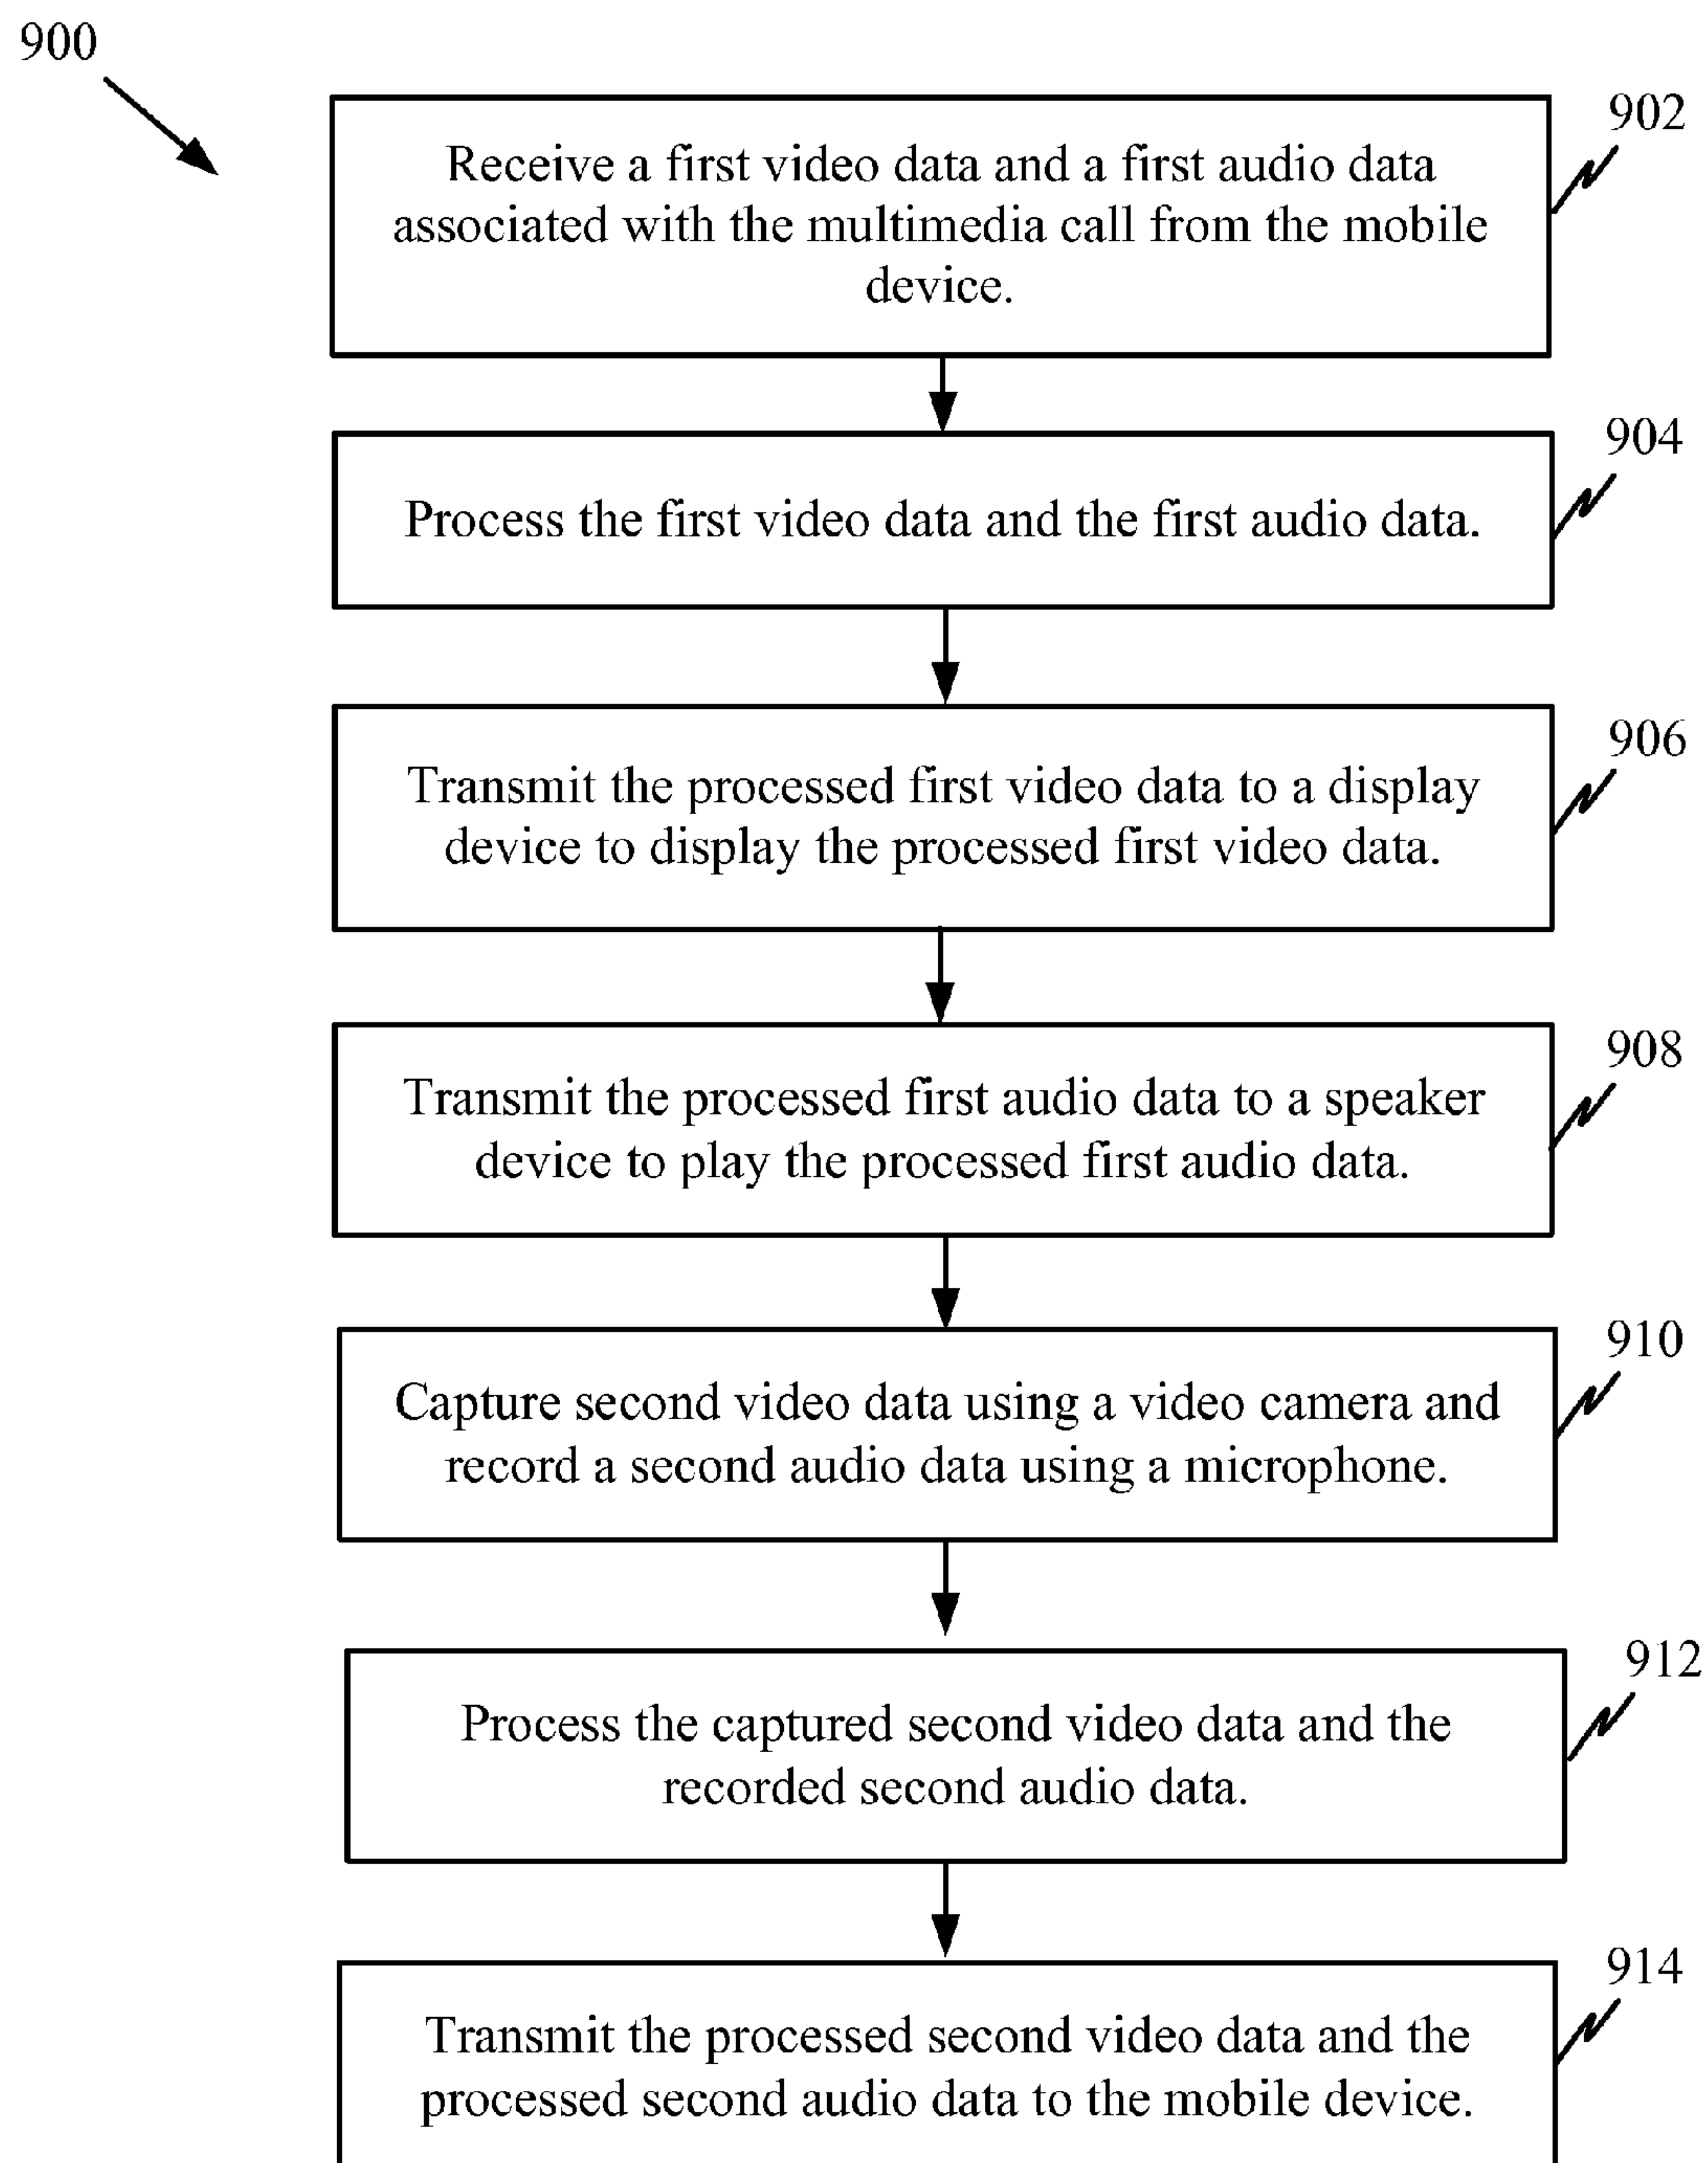 900
902
Receive a first video data and a first audio data
associated with the multimedia call from the mobile
device.
904
Process the first video data and the first audio data.
906
Transmit the processed first video data to a display
device to display the processed first video data.
908
Transmit the processed first audio data to a speaker
device to play the processed first audio data.
910
Capture second video data using a video camera and
record a second audio data using a microphone.
912
Process the captured second video data and the
recorded second audio data.
914
Transmit the processed second video data and the
processed second audio data to the mobile device.